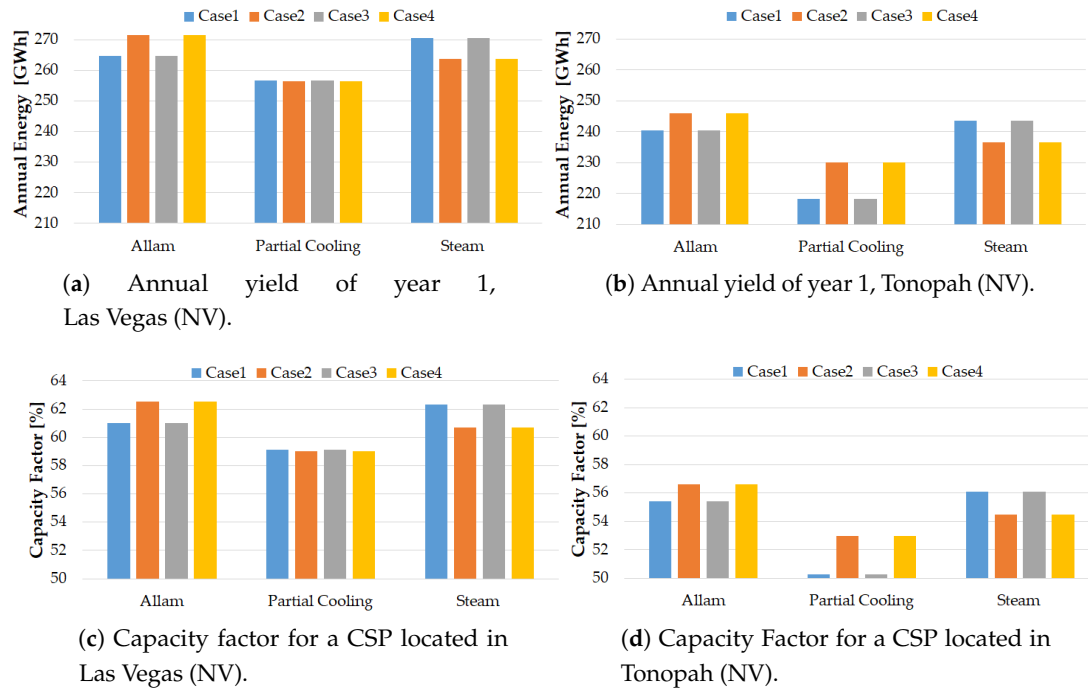 Case1 Case2 Case3 Case4
Annual Energy [GWh]
270
260
250
240
230
220
210
Allam Partial Cooling Steam
(a) Annual yield of year 1,
Las Vegas (NV).
Case1 Case2 Case3 Case4
Annual Energy [GWh]
270
260
250
240
230
220
210
Allam Partial Cooling Steam
(b) Annual yield of year 1, Tonopah (NV).
Case1 Case2 Case3 Case4
Capacity Factor [%]
64
62
60
58
56
54
52
50
Allam Partial Cooling Steam
(c) Capacity factor for a CSP located in
Las Vegas (NV).
Case1 Case2 Case3 Case4
Capacity Factor [%]
64
62
60
58
56
54
52
50
Allam Partial Cooling Steam
(d) Capacity Factor for a CSP located in
Tonopah (NV).